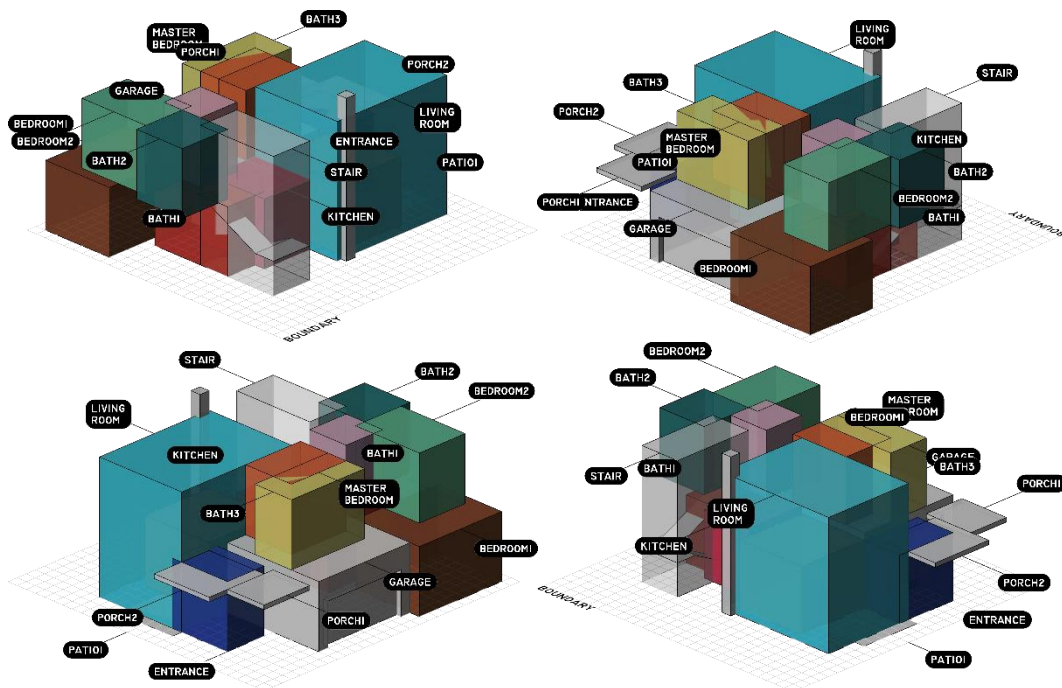 BATH3
MASTER
BEDROOM
PORCH1
PORCH2
GARAGE
LIVING
ROOM
BEDROOM1
BEDROOM2
ENTRANCE
BATH2
STAIR
PATIO1
BATH1
KITCHEN
BOUNDARY
LIVING
ROOM
STAIR
BATH3
PORCH2
MASTER
BEDROOM
KITCHEN
PATIO1
BATH2
PORCH1 NTRANCE
BEDROOM2
BATH1
BOUNDARY
GARAGE
BEDROOM1
STAIR
BATH2
BEDROOM2
LIVING
ROOM
KITCHEN
BATH1
MASTER
BEDROOM
BATH3
BEDROOM1
GARAGE
PORCH2
PORCH1
PATIO1
ENTRANCE
BEDROOM2
BATH2
MASTER
BEDROOM1
ROOM
GARAGE
BATH1
BATH3
STAIR
PORCH1
LIVING
ROOM
KITCHEN
PORCH2
BOUNDARY
ENTRANCE
PATIO1